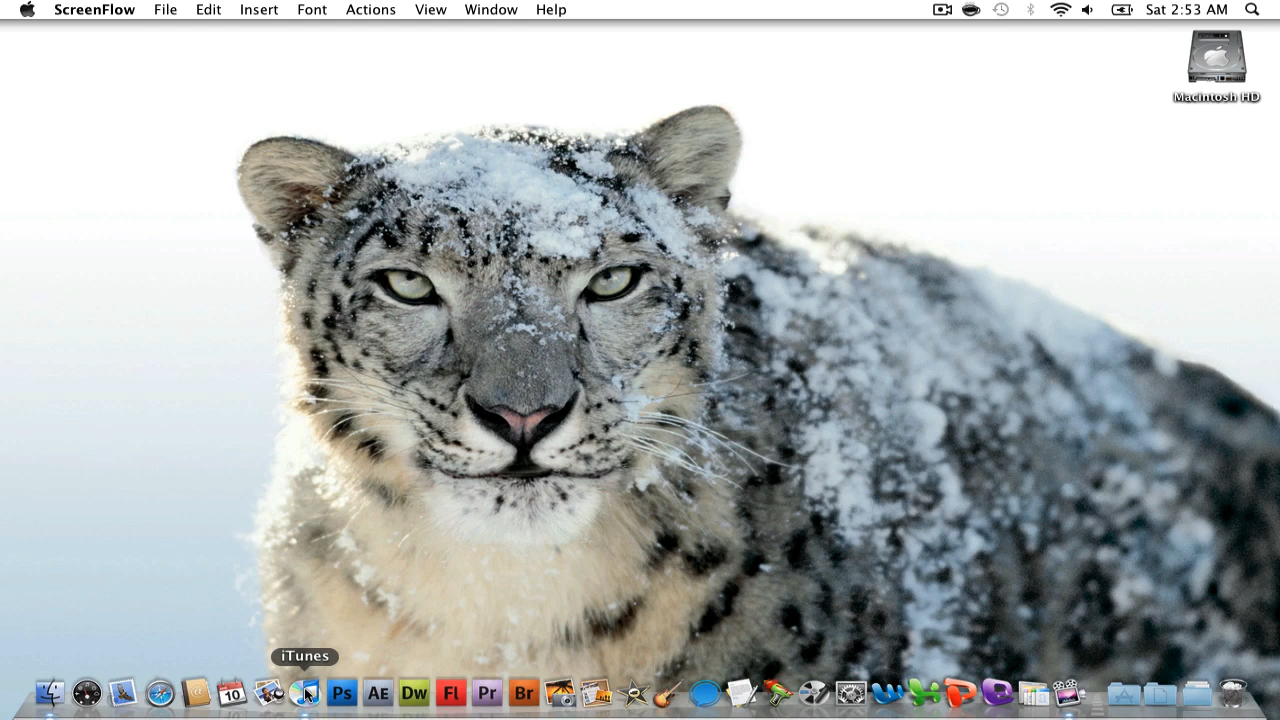 ScreenFlow File Edit Insert Font Actions View Window Help Sat 2:53 AM
Macintosh HD
iTunes
10
Ps AE Dw Fl Pr Br